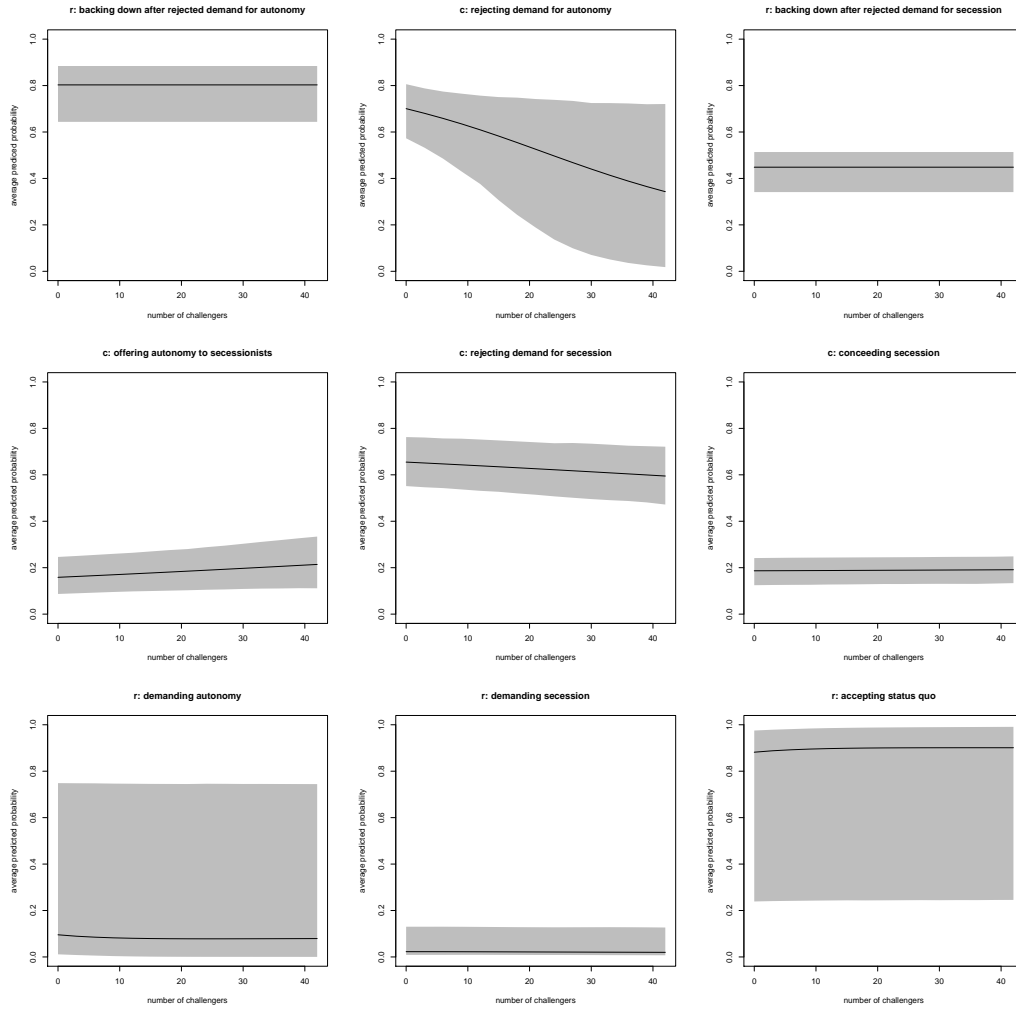 r: backing down after rejected demand for autonomy
average prediced probability
0.0 0.2 0.4 0.6 0.8 1.0
0 10 20 30 40
number of challengers
c: rejecting demand for autonomy
average predicted probability
0.0 0.2 0.4 0.6 0.8 1.0
0 10 20 30 40
number of challengers
r: backing down after rejected demand for secession
average predicted probability
0.0 0.2 0.4 0.6 0.8 1.0
0 10 20 30 40
number of challengers
c: offering autonomy to secessionists
average predicted probability
0.0 0.2 0.4 0.6 0.8 1.0
0 10 20 30 40
number of challengers
c: rejecting demand for secession
average predicted probability
0.0 0.2 0.4 0.6 0.8 1.0
0 10 20 30 40
number of challengers
c: conceeding secession
average predicted probability
0.0 0.2 0.4 0.6 0.8 1.0
0 10 20 30 40
number of challengers
r: demanding autonomy
average predicted probability
0.0 0.2 0.4 0.6 0.8 1.0
0 10 20 30 40
number of challengers
r: demanding secession
average predicted probability
0.0 0.2 0.4 0.6 0.8 1.0
0 10 20 30 40
number of challengers
r: accepting status quo
average predicted probability
0.0 0.2 0.4 0.6 0.8 1.0
0 10 20 30 40
number of challengers